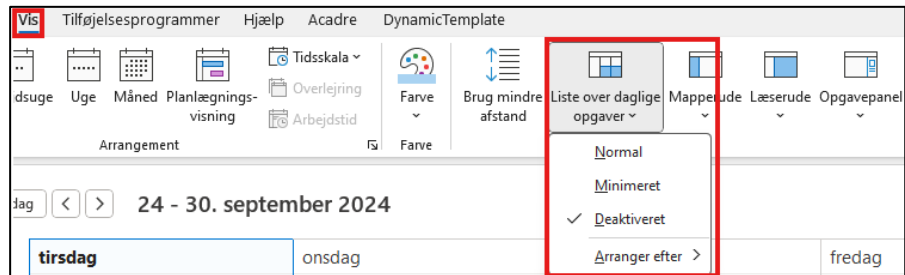 Vis Tilføjelsesprogrammer Hjælp Acadre DynamicTemplate
Tidsskala
Overlejring
Arbejdstid
dsuge Uge Måned Planlægnings-
visning
Farve
Brug mindre
afstand
Liste over daglige
opgaver
Mapperude Læserude Opgavepanel
Arrangement Farve
Normal
Minimeret
Deaktiveret
Arranger efter
dag 24 - 30. september 2024
tirsdag onsdag fredag